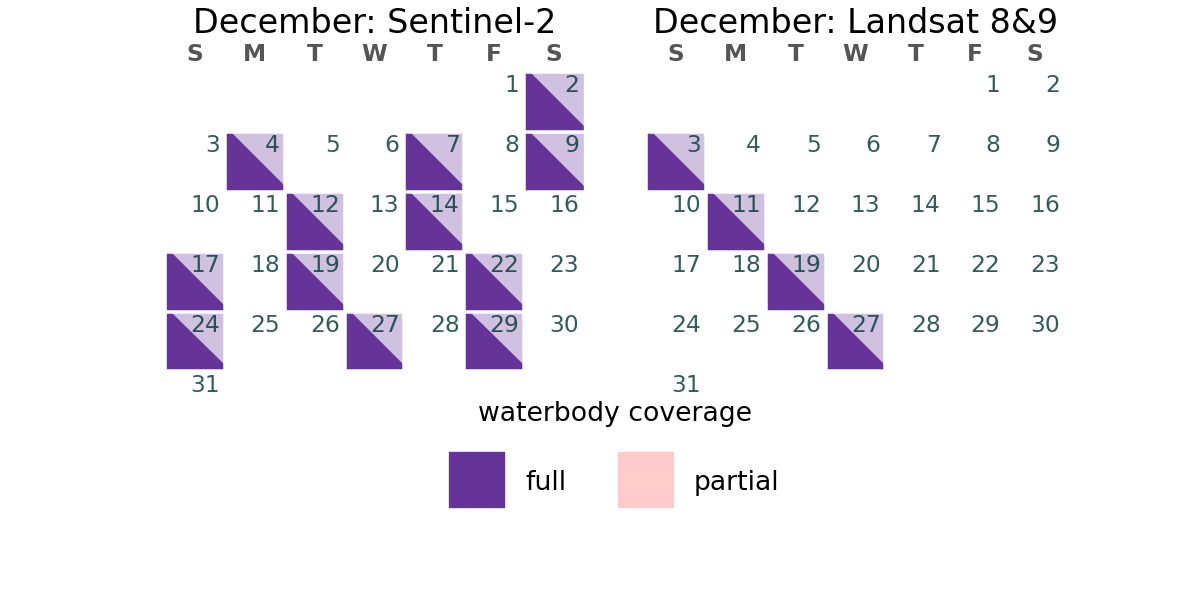 December: Sentinel-2
S M T W T F S
1 2
3 4 5 6 7 8 9
10 11 12 13 14 15 16
17 18 19 20 21 22 23
24 25 26 27 28 29 30
31
December: Landsat 8&9
S M T W T F S
1 2
3 4 5 6 7 8 9
10 11 12 13 14 15 16
17 18 19 20 21 22 23
24 25 26 27 28 29 30
31
waterbody coverage
full partial